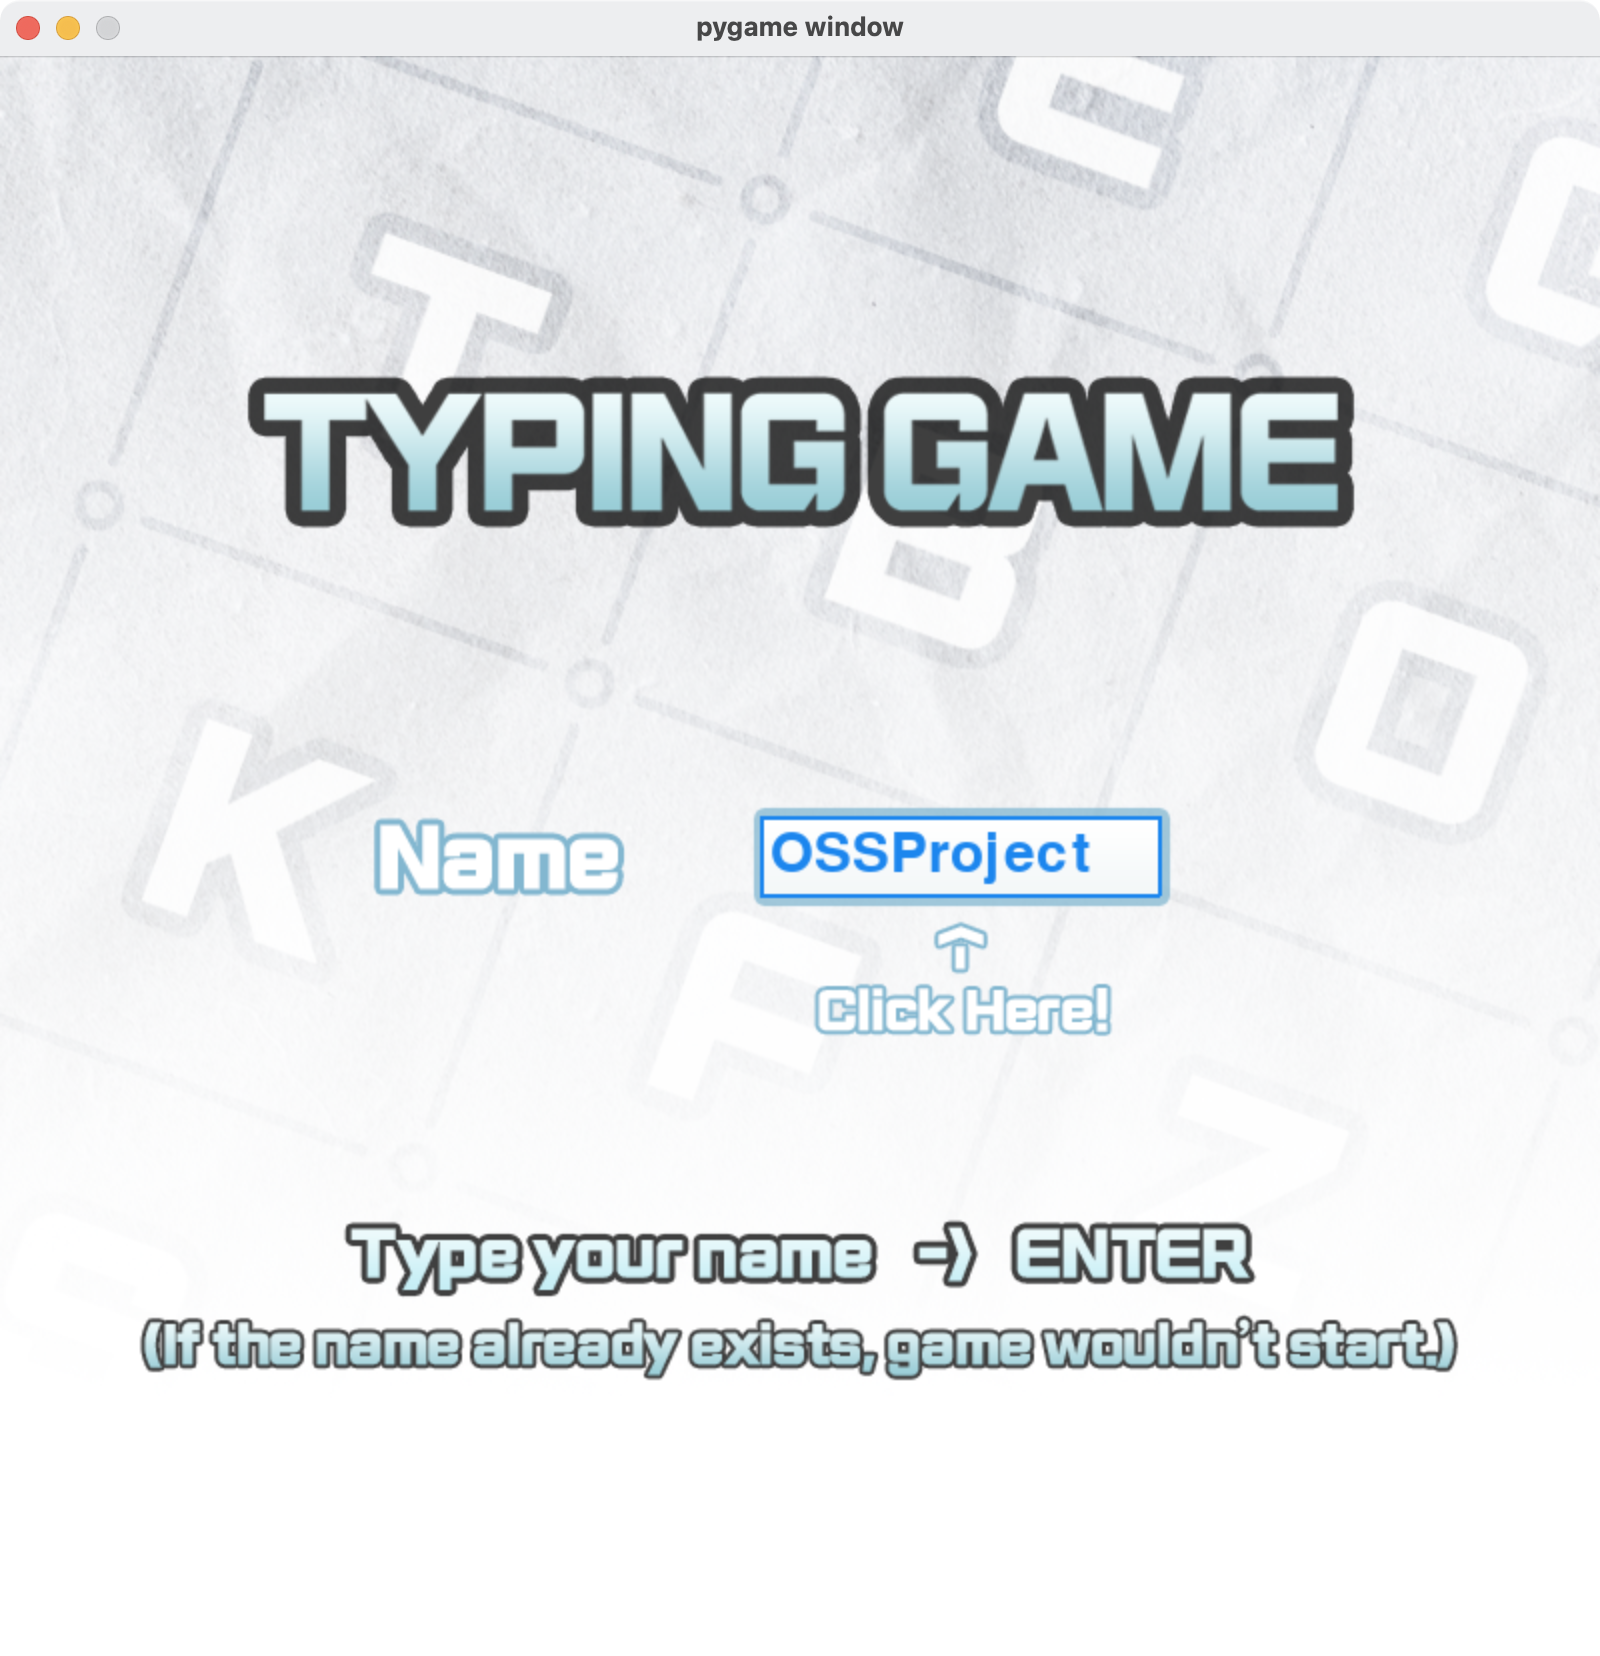 pygame window
E
T
TYPING GAME
B
O
K
Name
OSSProject
F
Click Here!
Z
Type your name -> ENTER
(If the name already exists, game wouldn't start.)